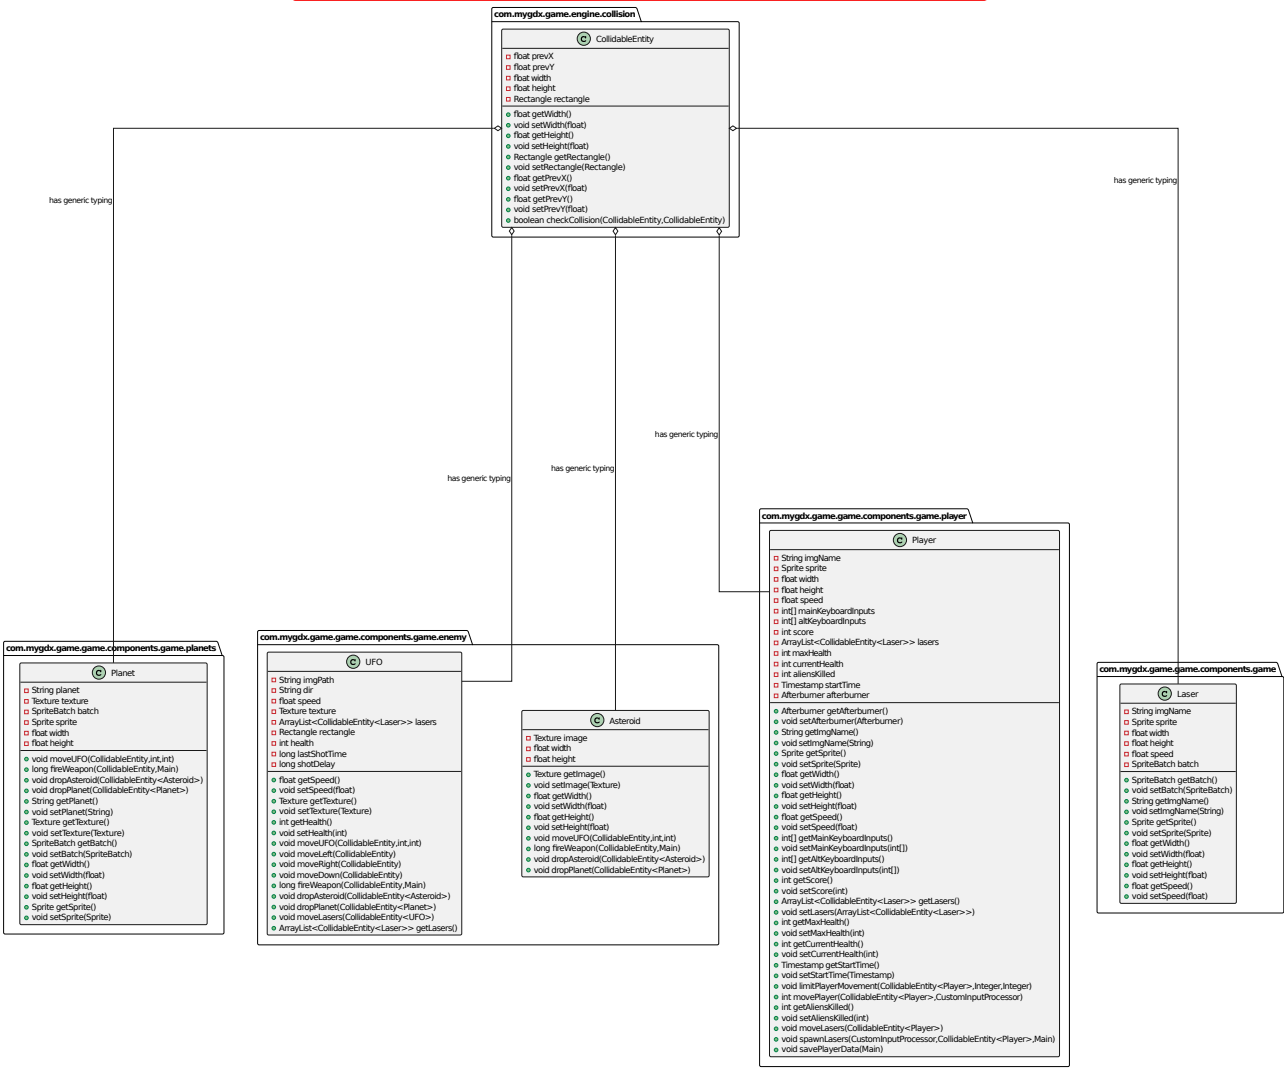 com.mygdx.game.engine.collision
C CollidableEntity
float prevX
float prevY
float width
float height
Rectangle rectangle
float getWidth()
void setWidth(float)
float getHeight()
void setHeight(float)
Rectangle getRectangle()
void setRectangle(Rectangle)
float getPrevX()
void setPrevX(float)
float getPrevY()
void setPrevY(float)
boolean checkCollision(CollidableEntity,CollidableEntity)
has generic typing
has generic typing
has generic typing
has generic typing
has generic typing
com.mygdx.game.game.components.game.planets
C Planet
String planet
Texture texture
SpriteBatch batch
Sprite sprite
float width
float height
void moveUFO(CollidableEntity,int,int)
long fireWeapon(CollidableEntity,Main)
void dropAsteroid(CollidableEntity<Asteroid>)
void dropPlanet(CollidableEntity<Planet>)
String getPlanet()
void setPlanet(String)
Texture getTexture()
void setTexture(Texture)
SpriteBatch getBatch()
void setBatch(SpriteBatch)
float getWidth()
void setWidth(float)
float getHeight()
void setHeight(float)
Sprite getSprite()
void setSprite(Sprite)
com.mygdx.game.game.components.game.enemy
C UFO
String imgPath
String dir
float speed
Texture texture
ArrayList<CollidableEntity<Laser>> lasers
Rectangle rectangle
int health
long lastShotTime
long shotDelay
float getSpeed()
void setSpeed(float)
Texture getTexture()
void setTexture(Texture)
int getHealth()
void setHealth(int)
void moveUFO(CollidableEntity,int,int)
void moveLeft(CollidableEntity)
void moveRight(CollidableEntity)
void moveDown(CollidableEntity)
long fireWeapon(CollidableEntity,Main)
void dropAsteroid(CollidableEntity<Asteroid>)
void dropPlanet(CollidableEntity<Planet>)
void moveLasers(CollidableEntity<UFO>)
ArrayList<CollidableEntity<Laser>> getLasers()
C Asteroid
Texture image
float width
float height
Texture getImage()
void setImage(Texture)
float getWidth()
void setWidth(float)
float getHeight()
void setHeight(float)
void moveUFO(CollidableEntity,int,int)
long fireWeapon(CollidableEntity,Main)
void dropAsteroid(CollidableEntity<Asteroid>)
void dropPlanet(CollidableEntity<Planet>)
com.mygdx.game.game.components.game.player
C Player
String imgName
Sprite sprite
float width
float height
float speed
int[] mainKeyboardInputs
int[] altKeyboardInputs
int score
ArrayList<CollidableEntity<Laser>> lasers
int maxHealth
int currentHealth
int aliensKilled
Timestamp startTime
Afterburner afterburner
Afterburner getAfterburner()
void setAfterburner(Afterburner)
String getImgName()
void setImgName(String)
Sprite getSprite()
void setSprite(Sprite)
float getWidth()
void setWidth(float)
float getHeight()
void setHeight(float)
float getSpeed()
void setSpeed(float)
int[] getMainKeyboardInputs()
void setMainKeyboardInputs(int[])
int[] getAltKeyboardInputs()
void setAltKeyboardInputs(int[])
int getScore()
void setScore(int)
ArrayList<CollidableEntity<Laser>> getLasers()
void setLasers(ArrayList<CollidableEntity<Laser>>)
int getMaxHealth()
void setMaxHealth(int)
int getCurrentHealth()
void setCurrentHealth(int)
Timestamp getStartTime()
void setStartTime(Timestamp)
void limitPlayerMovement(CollidableEntity<Player>,Integer,Integer)
int movePlayer(CollidableEntity<Player>,CustomInputProcessor)
int getAliensKilled()
void setAliensKilled(int)
void moveLasers(CollidableEntity<Player>)
void spawnLasers(CustomInputProcessor,CollidableEntity<Player>,Main)
void savePlayerData(Main)
com.mygdx.game.game.components.game
C Laser
String imgName
Sprite sprite
float width
float height
float speed
SpriteBatch batch
SpriteBatch getBatch()
void setBatch(SpriteBatch)
String getImgName()
void setImgName(String)
Sprite getSprite()
void setSprite(Sprite)
float getWidth()
void setWidth(float)
float getHeight()
void setHeight(float)
float getSpeed()
void setSpeed(float)